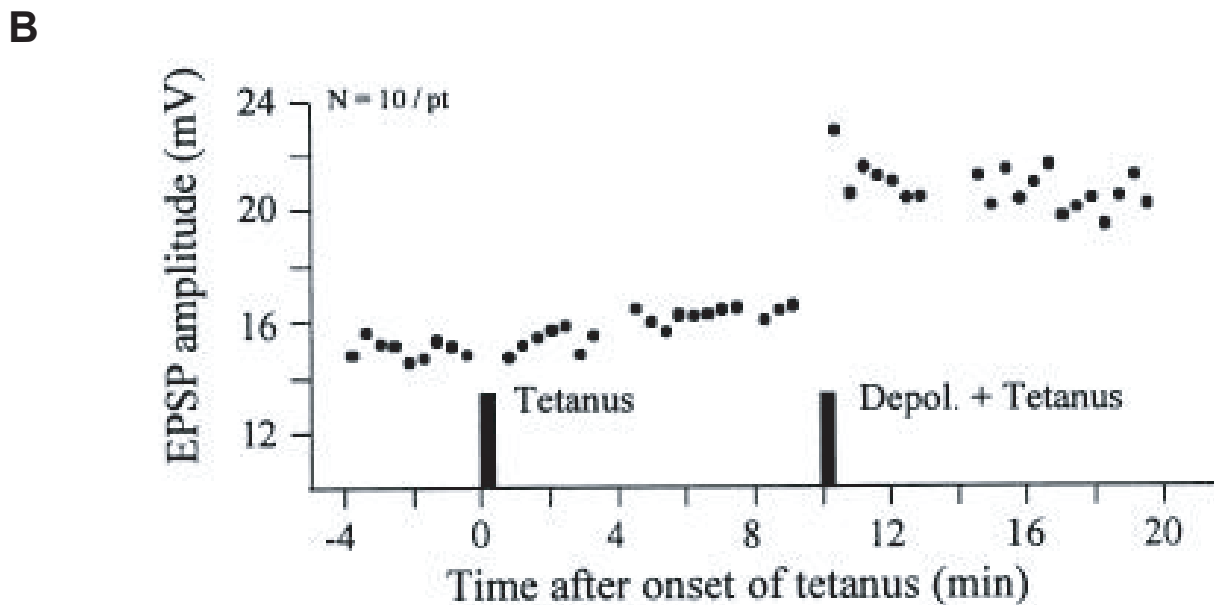 B
EPSP amplitude (mV)
24
20
16
12
N = 10 / pt
Tetanus
Depol. + Tetanus
-4 0 4 8 12 16 20
Time after onset of tetanus (min)